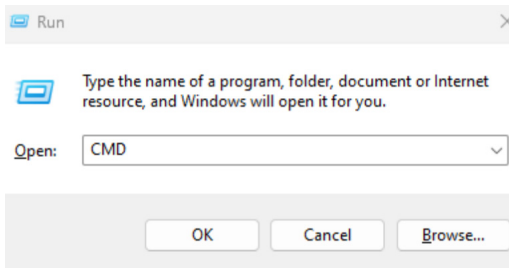 Run
Type the name of a program, folder, document or Internet
resource, and Windows will open it for you.
Open: CMD
OK Cancel Browse...